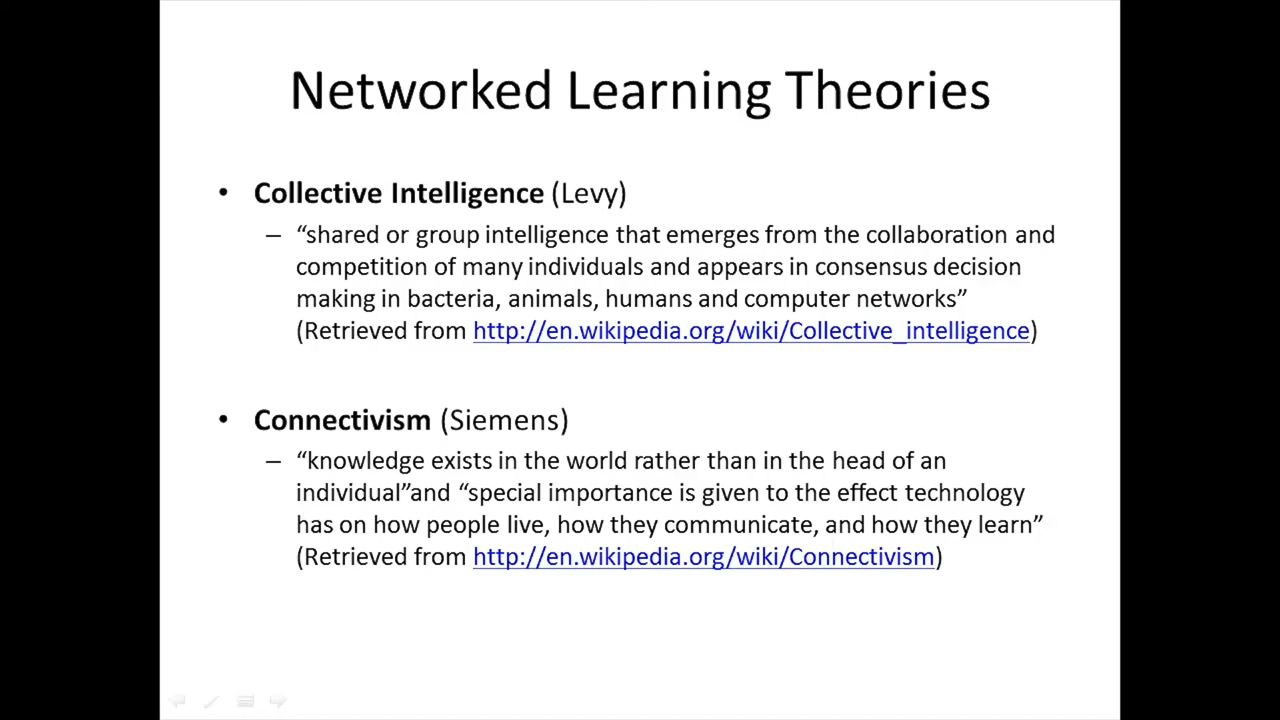 Networked Learning Theories
• Collective Intelligence (Levy)
– “shared or group intelligence that emerges from the collaboration and
competition of many individuals and appears in consensus decision
making in bacteria, animals, humans and computer networks”
(Retrieved from http://en.wikipedia.org/wiki/Collective_intelligence)
• Connectivism (Siemens)
– “knowledge exists in the world rather than in the head of an
individual”and “special importance is given to the effect technology
has on how people live, how they communicate, and how they learn”
(Retrieved from http://en.wikipedia.org/wiki/Connectivism)